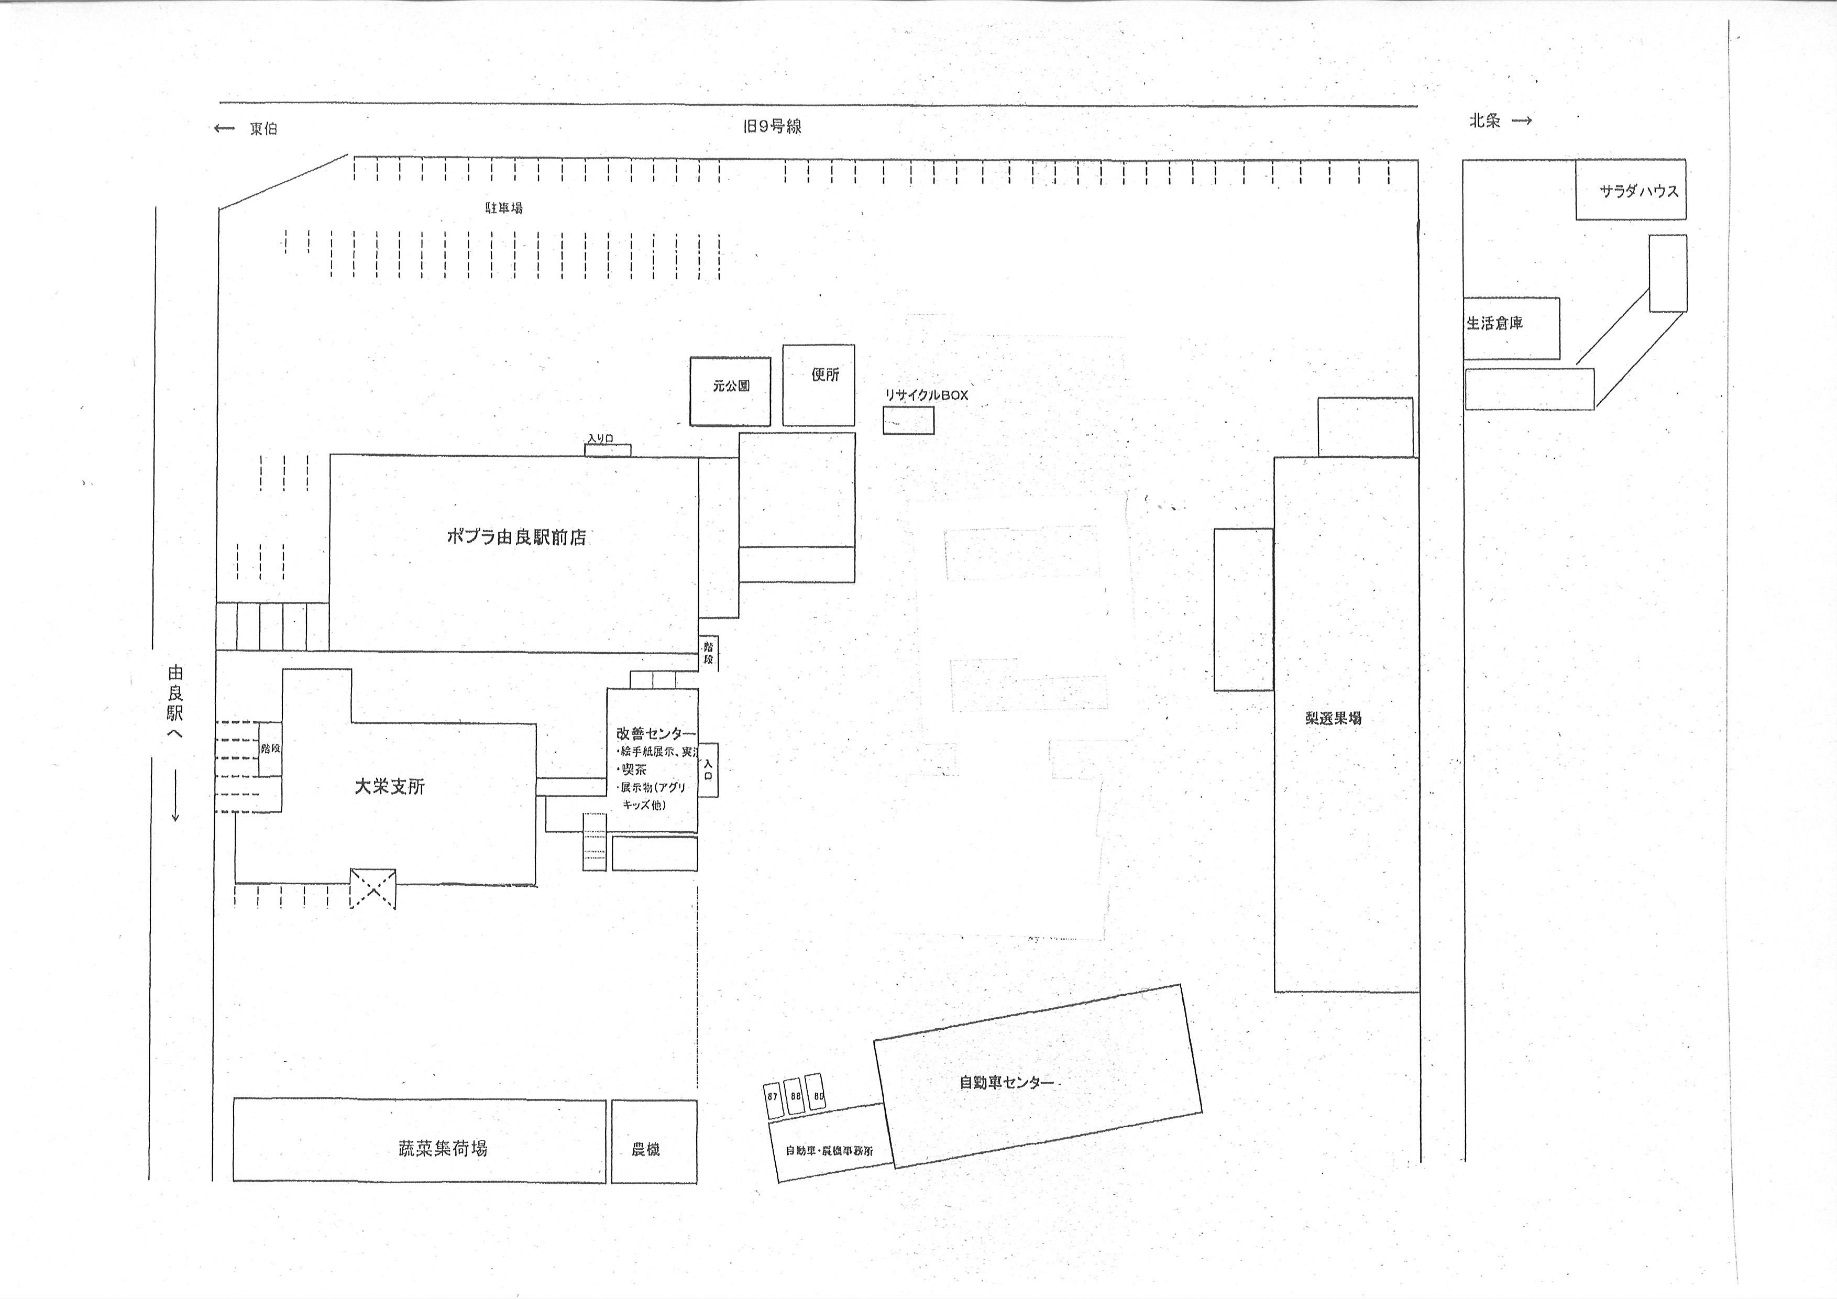 ← 東伯
旧9号線
北条 →
サラダハウス
駐車場
生活倉庫
元公園
便所
リサイクルBOX
入り口
ポプラ由良駅前店
階段
由良駅へ
改善センター
・絵手紙展示、実
・喫茶
・展示物(アグリ
キッズ他)
入口
階段
大栄支所
梨選果場
自動車センター
87
88
自動車・農機事務所
蔬菜集荷場
農機